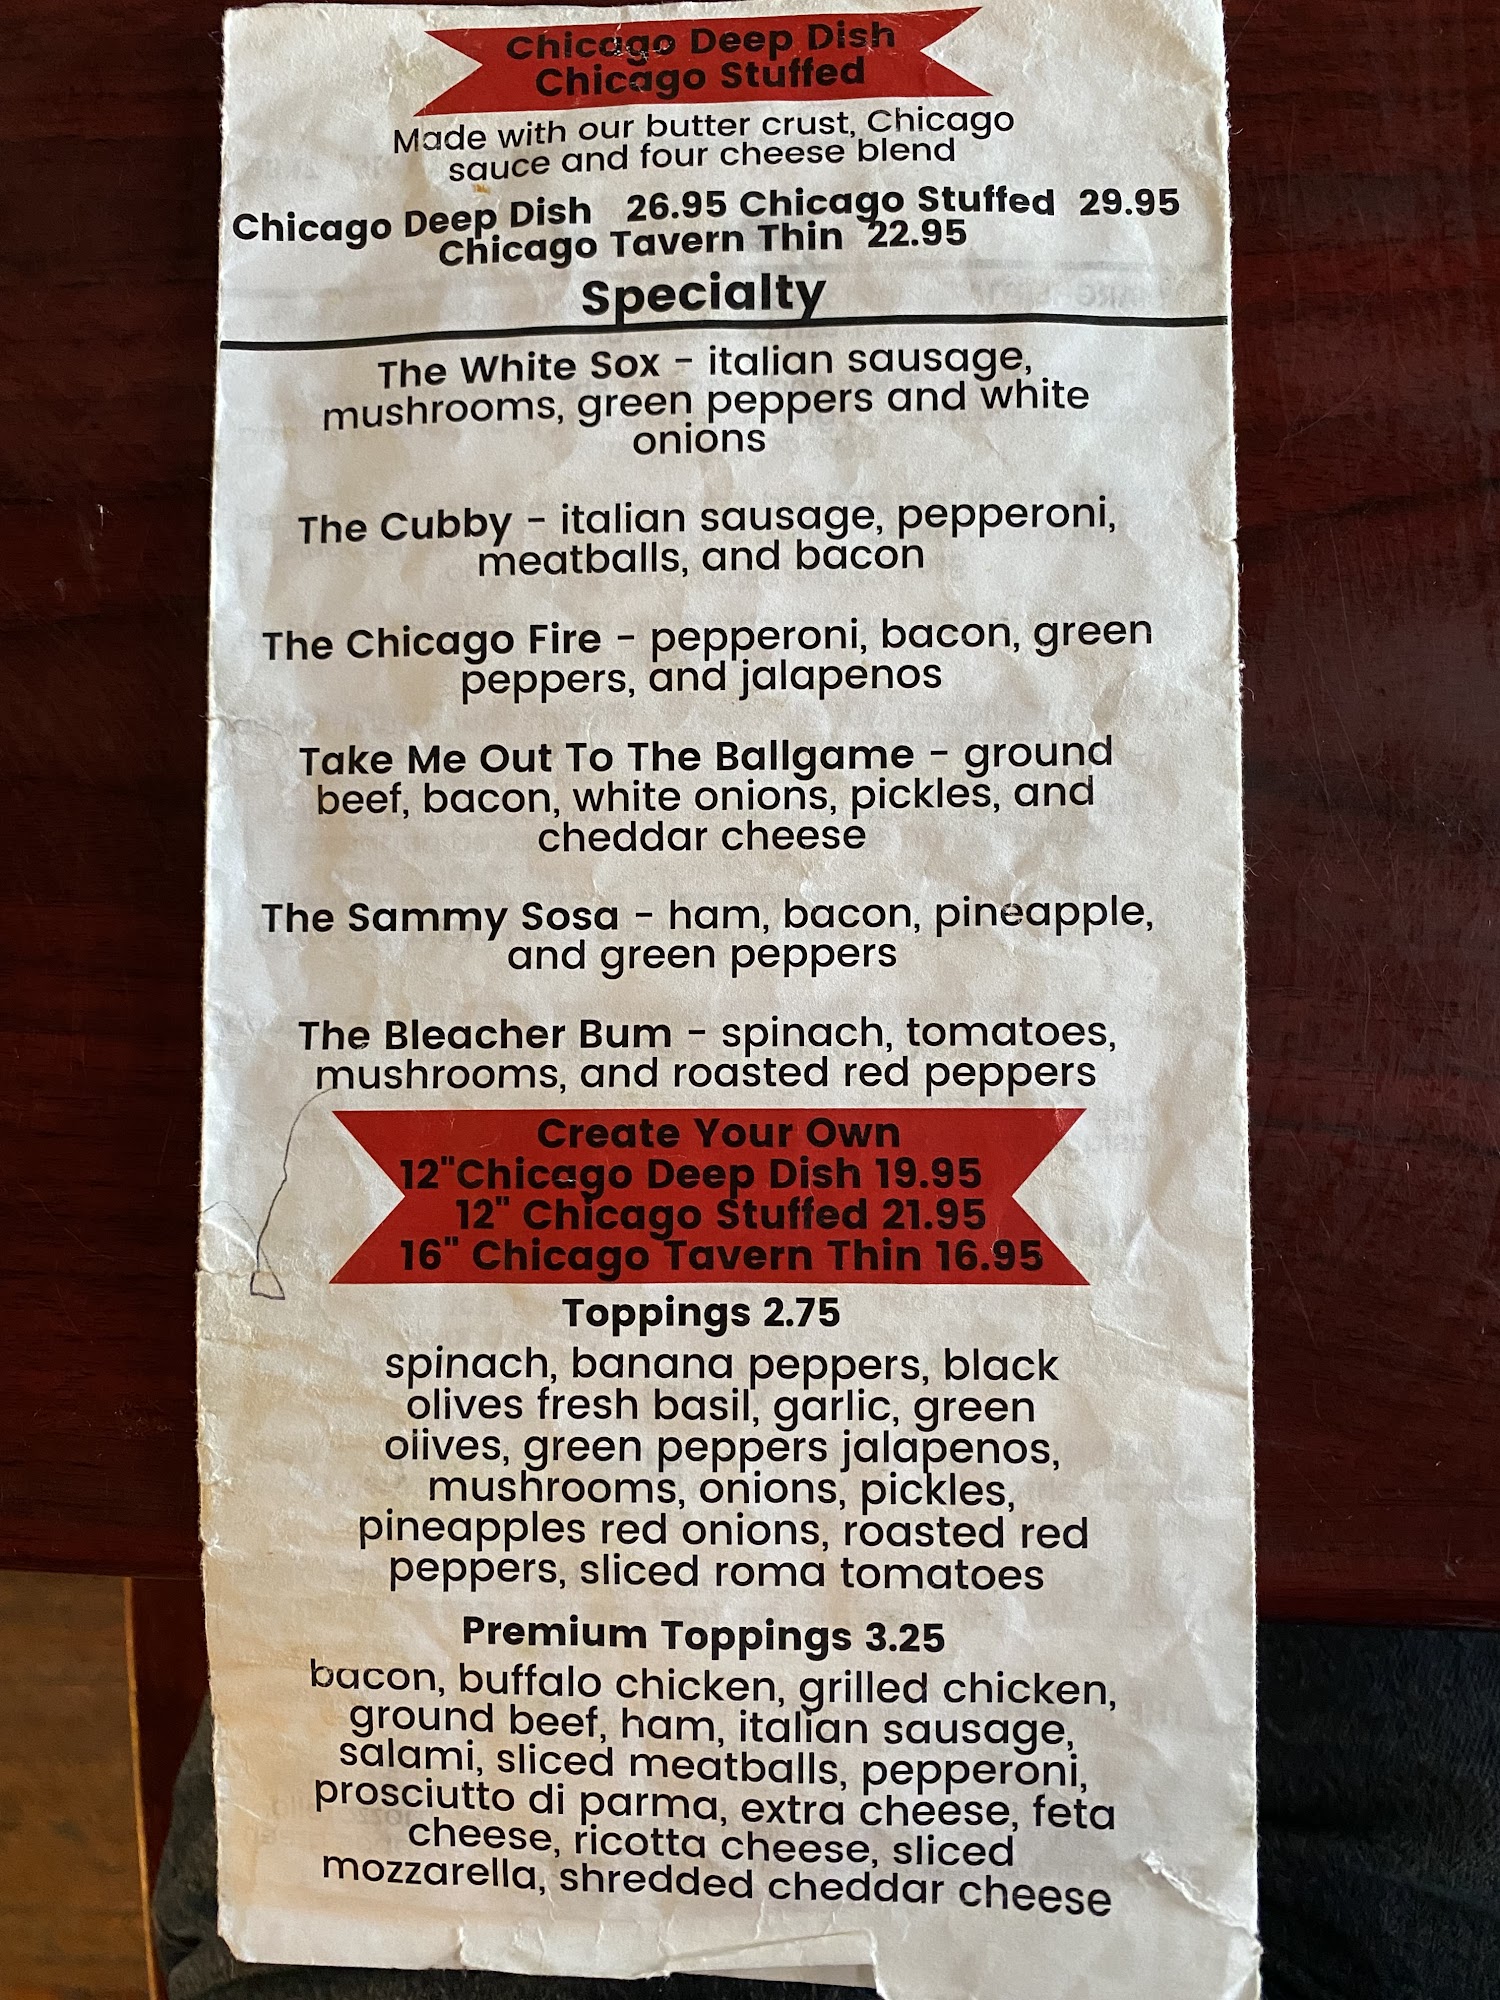 Chicago Deep Dish
Chicago Stuffed
Made with our butter crust, Chicago
sauce and four cheese blend
Chicago Deep Dish 26.95 Chicago Stuffed 29.95
Chicago Tavern Thin 22.95
Specialty
The White Sox - italian sausage,
mushrooms, green peppers and white
onions
The Cubby - italian sausage, pepperoni,
meatballs, and bacon
The Chicago Fire - pepperoni, bacon, green
peppers, and jalapenos
Take Me Out To The Ballgame - ground
beef, bacon, white onions, pickles, and
cheddar cheese
The Sammy Sosa - ham, bacon, pineapple,
and green peppers
The Bleacher Bum - spinach, tomatoes,
mushrooms, and roasted red peppers
Create Your Own
12"Chicago Deep Dish 19.95
12" Chicago Stuffed 21.95
16" Chicago Tavern Thin 16.95
Toppings 2.75
spinach, banana peppers, black
olives fresh basil, garlic, green
olives, green peppers jalapenos,
mushrooms, onions, pickles,
pineapples red onions, roasted red
peppers, sliced roma tomatoes
Premium Toppings 3.25
bacon, buffalo chicken, grilled chicken,
ground beef, ham, italian sausage,
salami, sliced meatballs, pepperoni,
prosciutto di parma, extra cheese, feta
cheese, ricotta cheese, sliced
mozzarella, shredded cheddar cheese